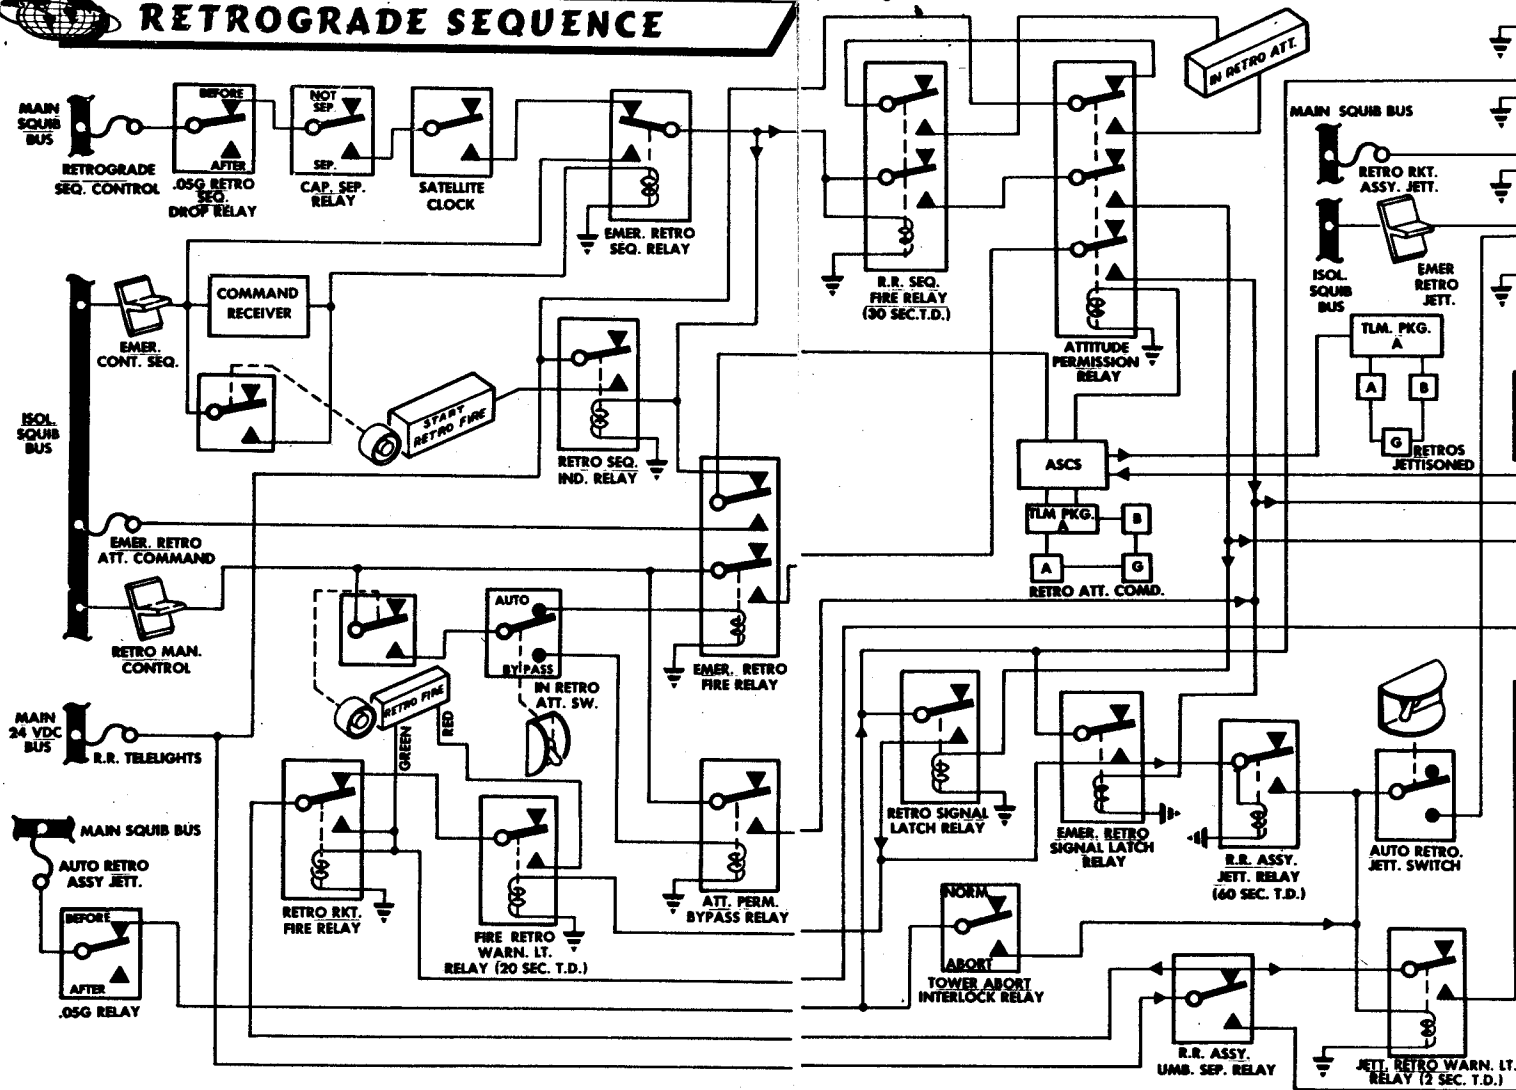 RETROGRADE SEQUENCE
MAIN
SQUIB
BUS
RETROGRADE
SEQ. CONTROL
BEFORE
AFTER
.05G RETRO
SEQ.
DROP RELAY
NOT
SEP.
SEP.
CAP. SEP.
RELAY
SATELLITE
CLOCK
EMER. RETRO
SEQ. RELAY
R.R. SEQ.
FIRE RELAY
(30 SEC.T.D.)
ATTITUDE
PERMISSION
RELAY
IN RETRO ATT.
MAIN SQUIB BUS
RETRO RKT.
ASSY. JETT.
ISOL.
SQUIB
BUS
EMER
RETRO
JETT.
TLM. PKG.
A
A
B
G
RETROS
JETTISONED
COMMAND
RECEIVER
EMER.
CONT. SEQ.
ISOL.
SQUIB
BUS
START
RETRO FIRE
RETRO SEQ.
IND. RELAY
ASCS
TLM PKG.
A
B
A
G
RETRO ATT. COMD.
EMER. RETRO
ATT. COMMAND
RETRO MAN.
CONTROL
AUTO
BYPASS
IN RETRO
ATT. SW.
EMER. RETRO
FIRE RELAY
RETRO FIRE
GREEN
RED
MAIN
24 VDC
BUS
R.R. TELELIGHTS
MAIN SQUIB BUS
AUTO RETRO
ASSY JETT.
BEFORE
AFTER
.05G RELAY
RETRO RKT.
FIRE RELAY
FIRE RETRO
WARN. LT.
RELAY (20 SEC. T.D.)
ATT. PERM.
BYPASS RELAY
RETRO SIGNAL
LATCH RELAY
EMER. RETRO
SIGNAL LATCH
RELAY
R.R. ASSY.
JETT. RELAY
(60 SEC. T.D.)
AUTO RETRO.
JETT. SWITCH
NORM
ABORT
TOWER ABORT
INTERLOCK RELAY
R.R. ASSY.
UMB. SEP. RELAY
JETT. RETRO WARN. LT.
RELAY (2 SEC. T.D.)